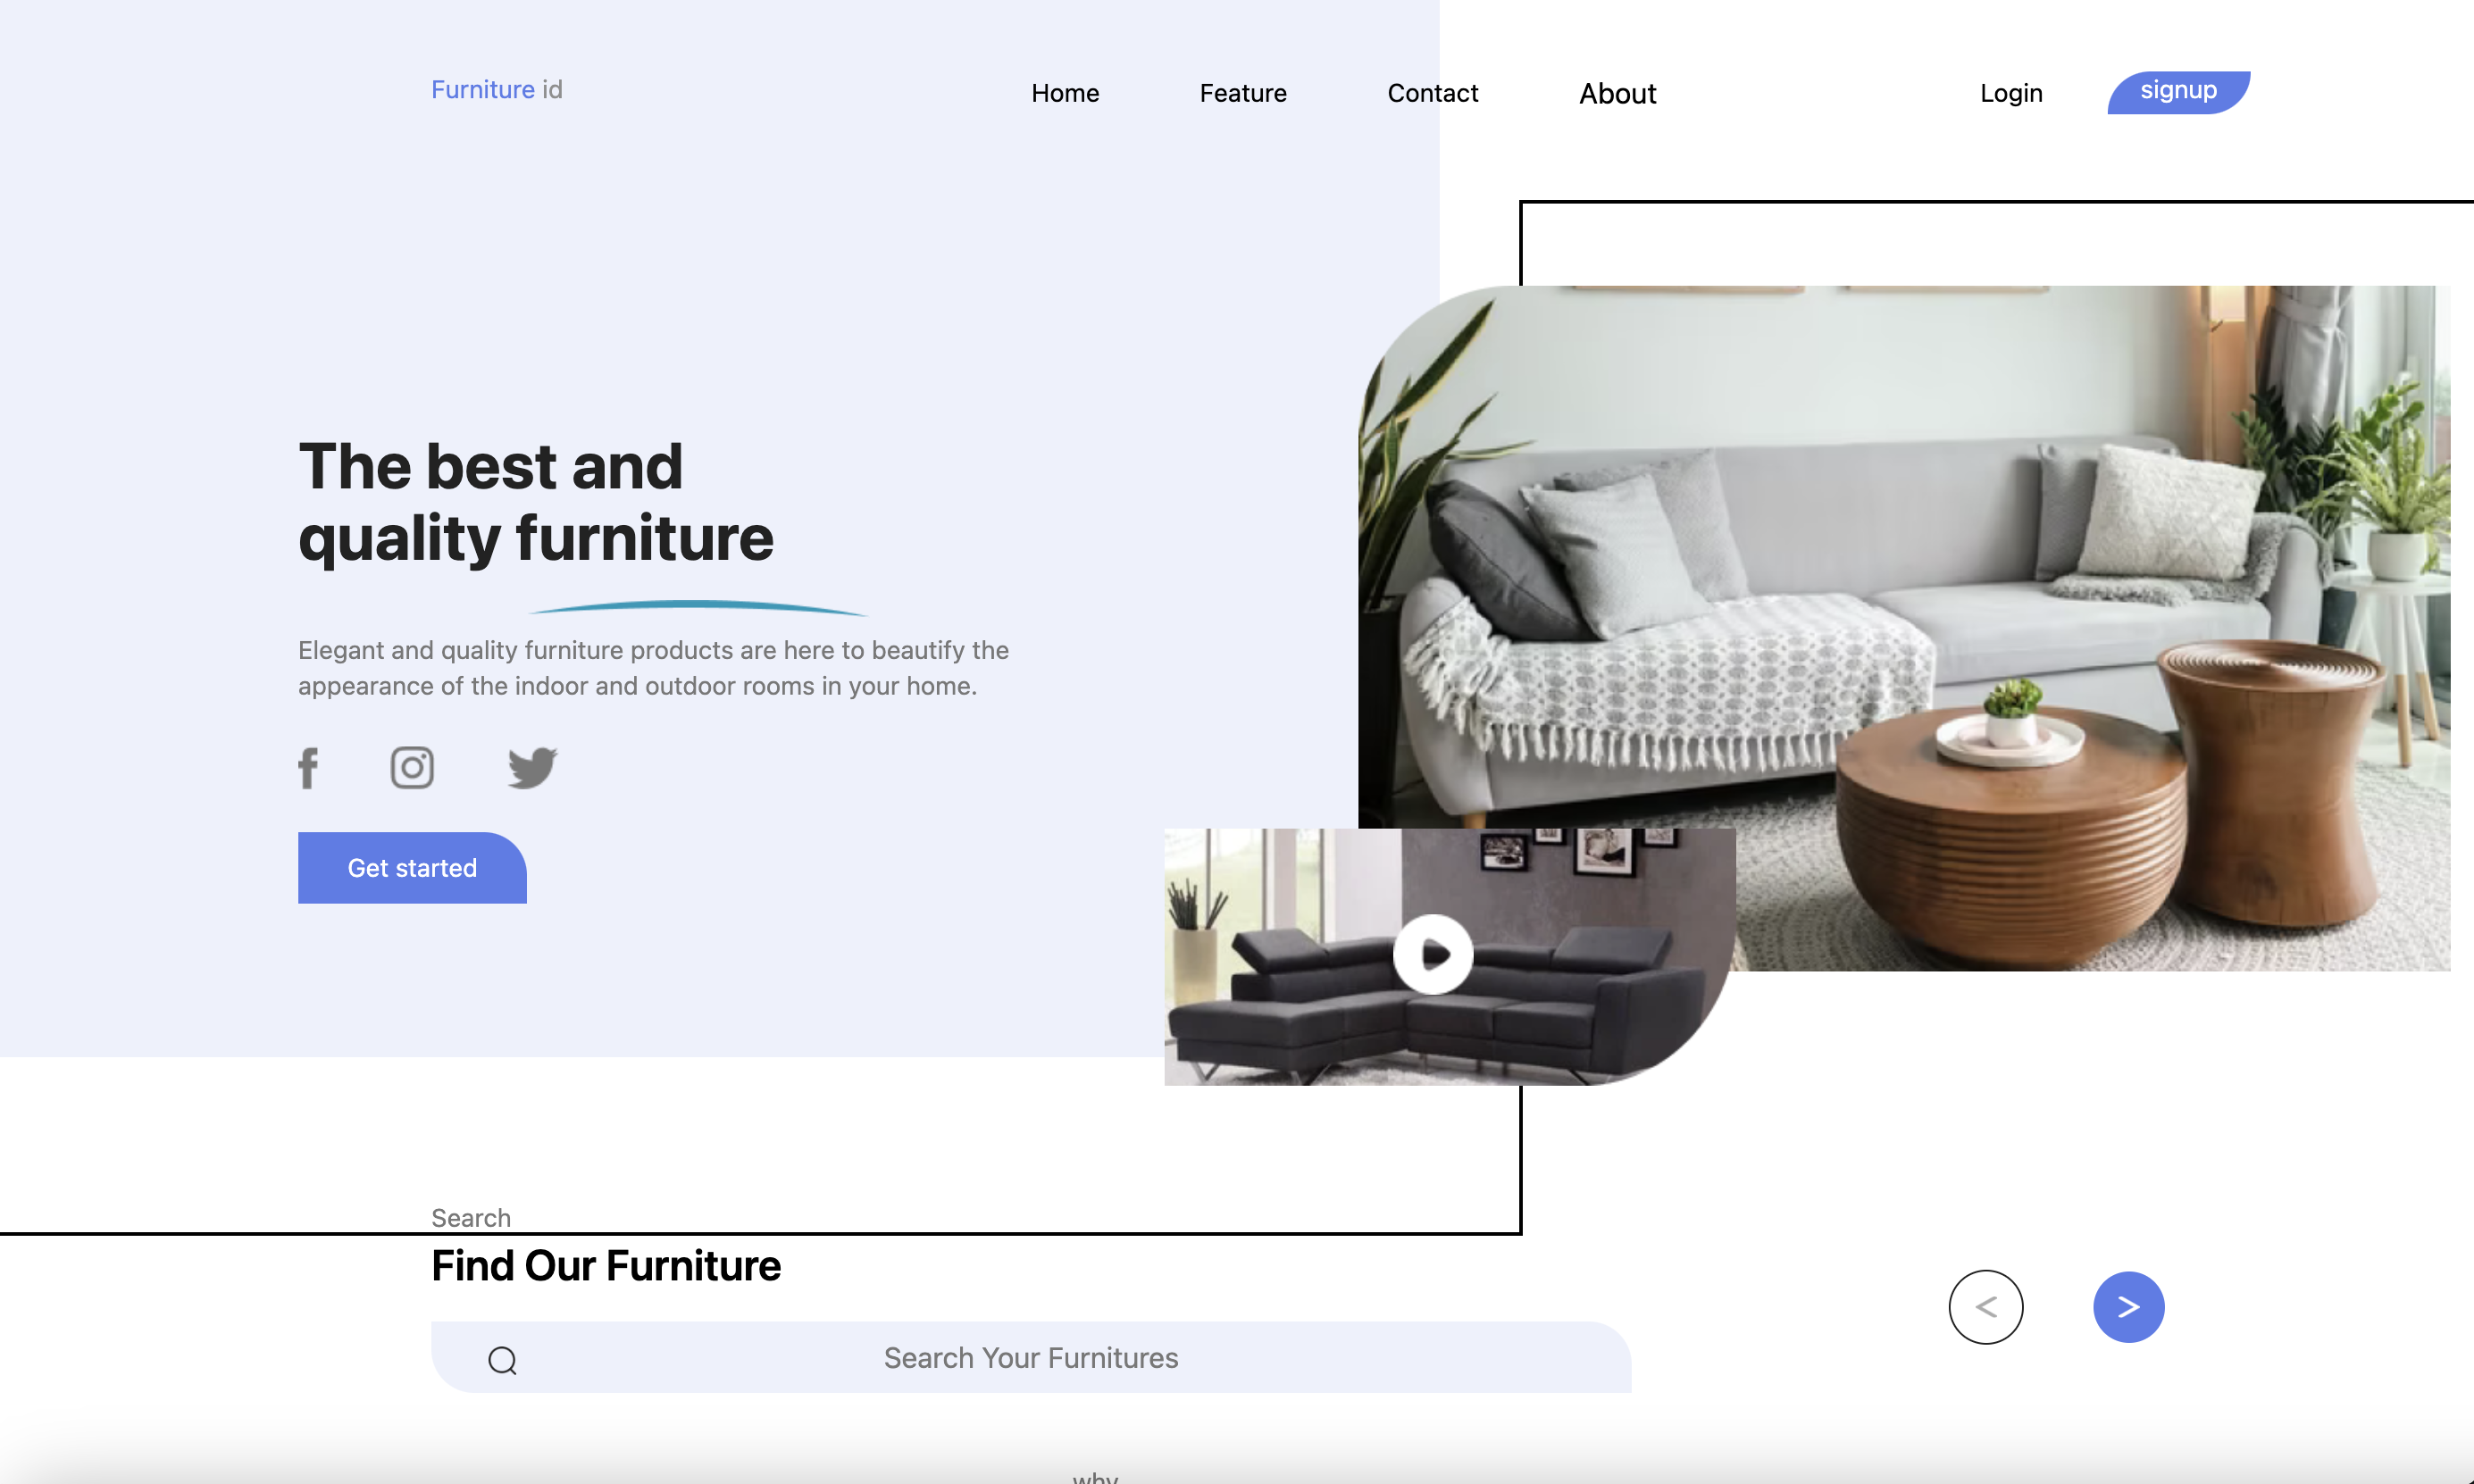 Furniture id
Home
Feature
Contact
About
Login
signup
The best and
quality furniture
Elegant and quality furniture products are here to beautify the
appearance of the indoor and outdoor rooms in your home.
Get started
Search
Find Our Furniture
<
>
Search Your Furnitures
why